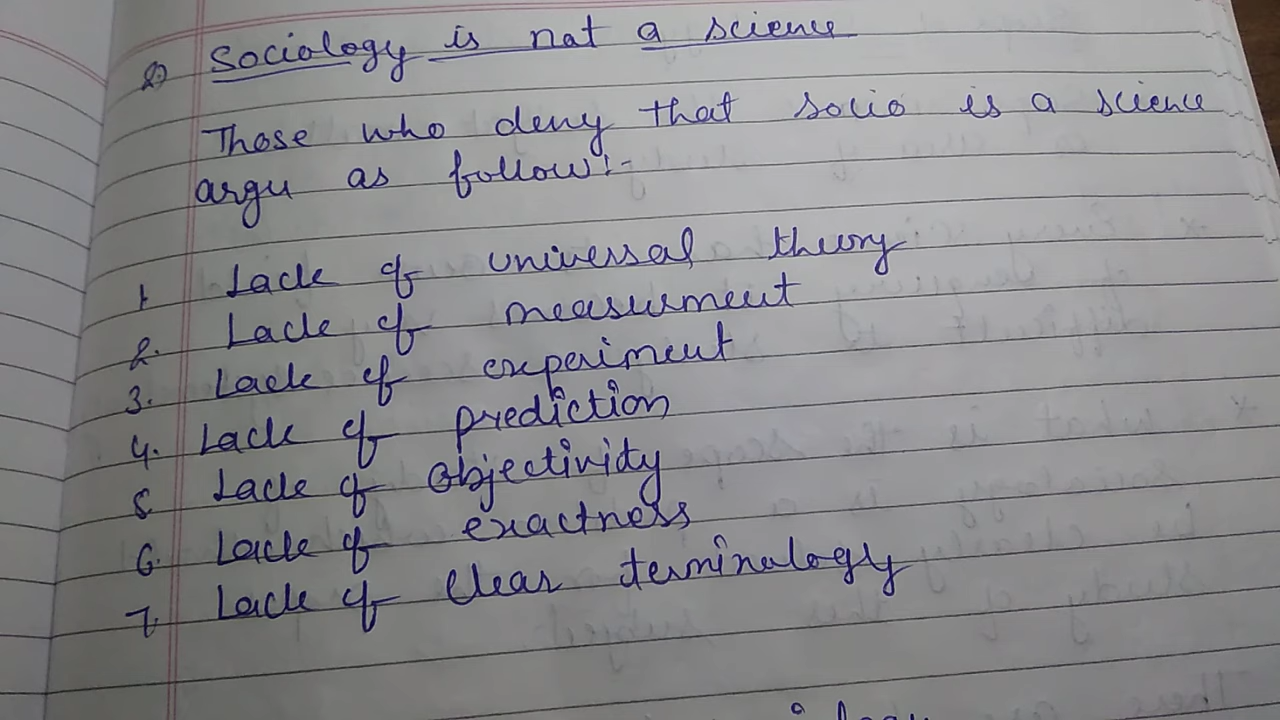 2) Sociology is not a science
Those who deny that socio is a science
argu as follow:-
1. Lack of universal theory
2. Lack of measurment
3. Lack of experiment
4. Lack of prediction
5 Lack of Objectivity
6. Lack of exactness
7. Lack of clear terminology